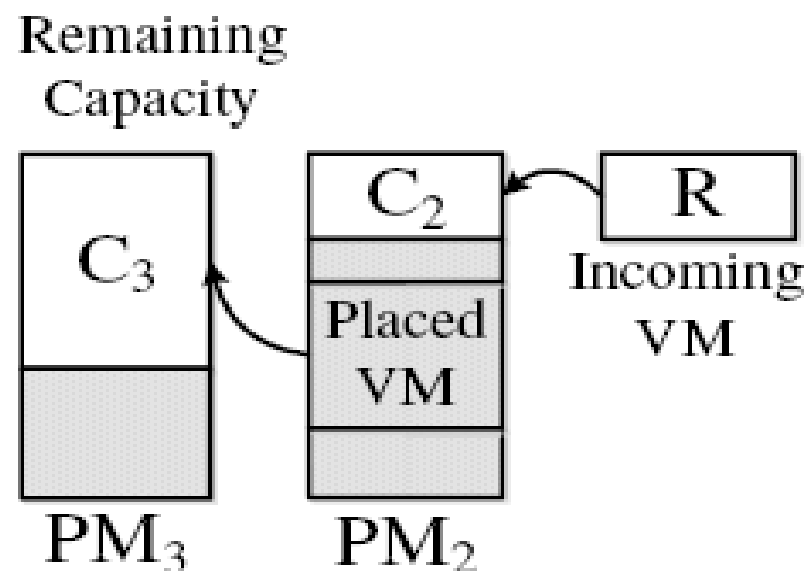 Remaining
Capacity
C₃
C₂
R
Placed
VM
Incoming
VM
PM₃
PM₂